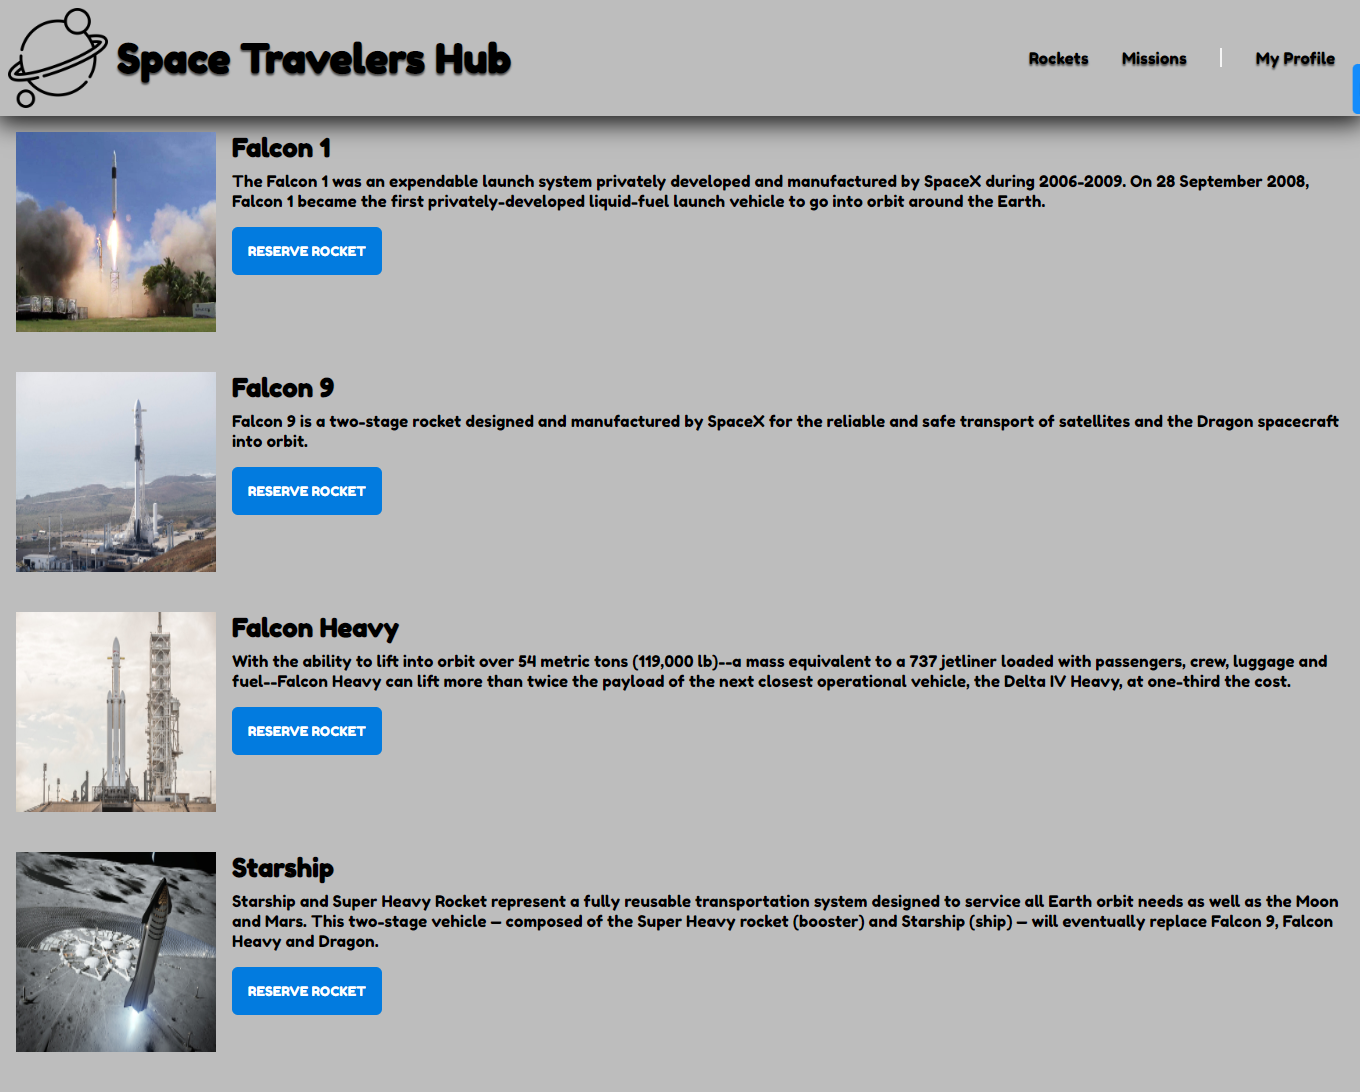 Space Travelers Hub
Rockets
Missions
My Profile
Falcon 1
The Falcon 1 was an expendable launch system privately developed and manufactured by SpaceX during 2006-2009. On 28 September 2008,
Falcon 1 became the first privately-developed liquid-fuel launch vehicle to go into orbit around the Earth.
RESERVE ROCKET
Falcon 9
Falcon 9 is a two-stage rocket designed and manufactured by SpaceX for the reliable and safe transport of satellites and the Dragon spacecraft
into orbit.
RESERVE ROCKET
Falcon Heavy
With the ability to lift into orbit over 54 metric tons (119,000 lb)--a mass equivalent to a 737 jetliner loaded with passengers, crew, luggage and
fuel--Falcon Heavy can lift more than twice the payload of the next closest operational vehicle, the Delta IV Heavy, at one-third the cost.
RESERVE ROCKET
Starship
Starship and Super Heavy Rocket represent a fully reusable transportation system designed to service all Earth orbit needs as well as the Moon
and Mars. This two-stage vehicle — composed of the Super Heavy rocket (booster) and Starship (ship) — will eventually replace Falcon 9, Falcon
Heavy and Dragon.
RESERVE ROCKET